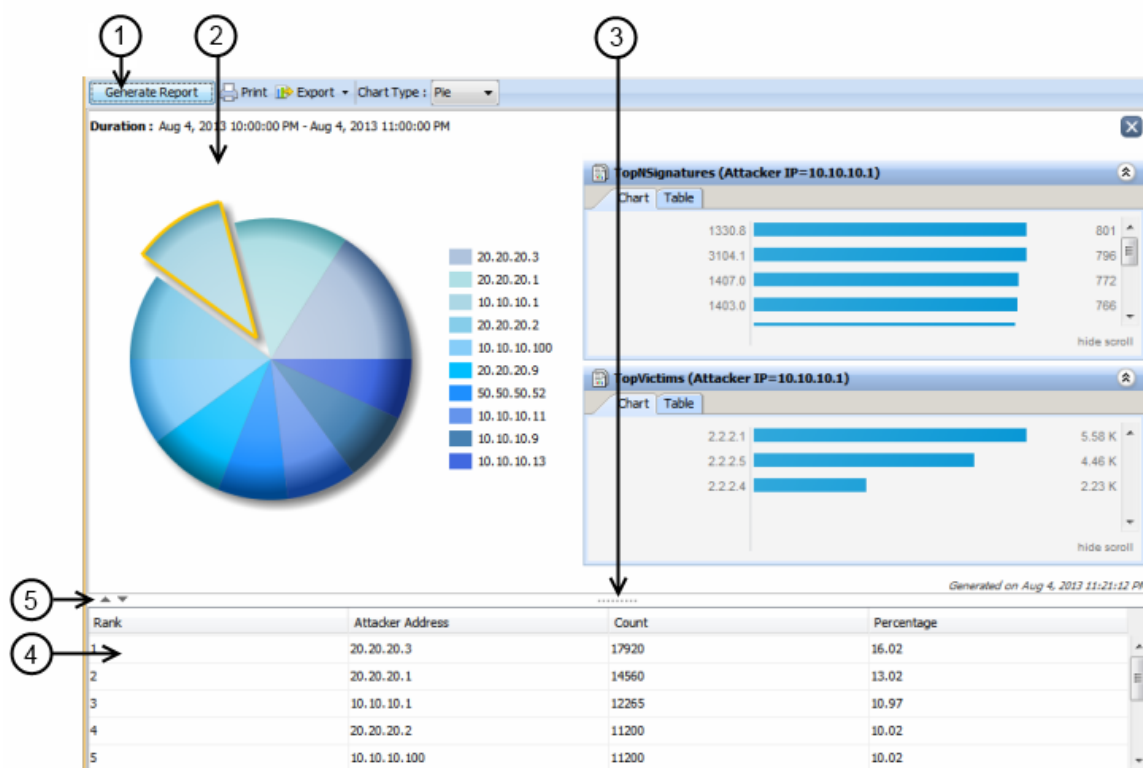 1 2 3
Generate Report Print Export Chart Type : Pie
Duration : Aug 4, 2013 10:00:00 PM - Aug 4, 2013 11:00:00 PM
20.20.20.3
20.20.20.1
10.10.10.1
20.20.20.2
10.10.10.100
20.20.20.9
50.50.50.52
10.10.10.11
10.10.10.9
10.10.10.13
TopNSignatures (Attacker IP=10.10.10.1)
Chart Table
1330.8 801
3104.1 796
1407.0 772
1403.0 766
hide scroll
TopVictims (Attacker IP=10.10.10.1)
Chart Table
2.2.2.1 5.58 K
2.2.2.5 4.46 K
2.2.2.4 2.23 K
hide scroll
Generated on Aug 4, 2013 11:21:12 PM
5
Rank Attacker Address Count Percentage
4
1 20.20.20.3 17920 16.02
2 20.20.20.1 14560 13.02
3 10.10.10.1 12265 10.97
4 20.20.20.2 11200 10.02
5 10.10.10.100 11200 10.02